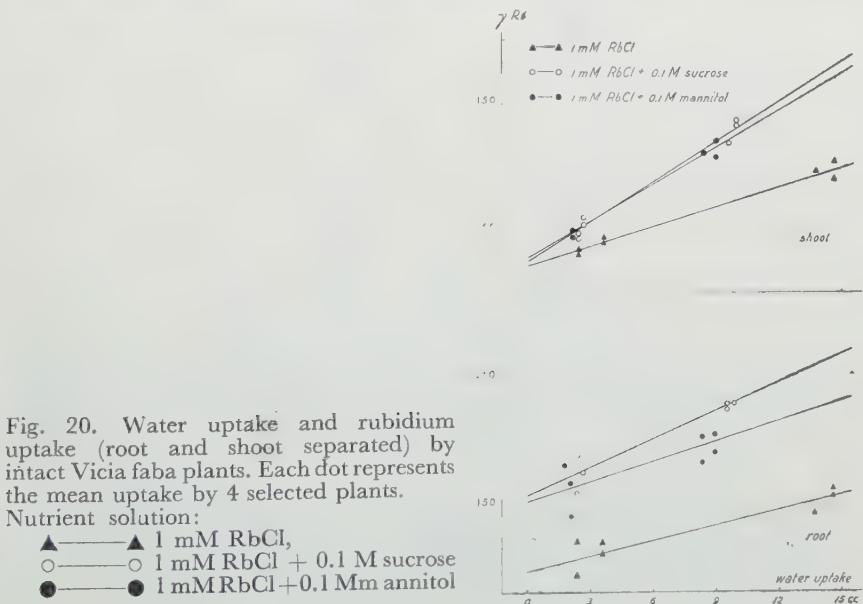 γ Rb
▲—▲ 1 mM RbCl
○—○ 1 mM RbCl + 0.1 M sucrose
●—● 1 mM RbCl + 0.1 M mannitol
150
shoot
Fig. 20. Water uptake and rubidium
uptake (root and shoot separated) by
intact Vicia faba plants. Each dot represents
the mean uptake by 4 selected plants.
Nutrient solution:
▲———▲ 1 mM RbCl,
○———○ 1 mM RbCl + 0.1 M sucrose
●———● 1 mM RbCl+0.1 Mm annitol
150
root
water uptake
0 3 6 9 12 15 cc